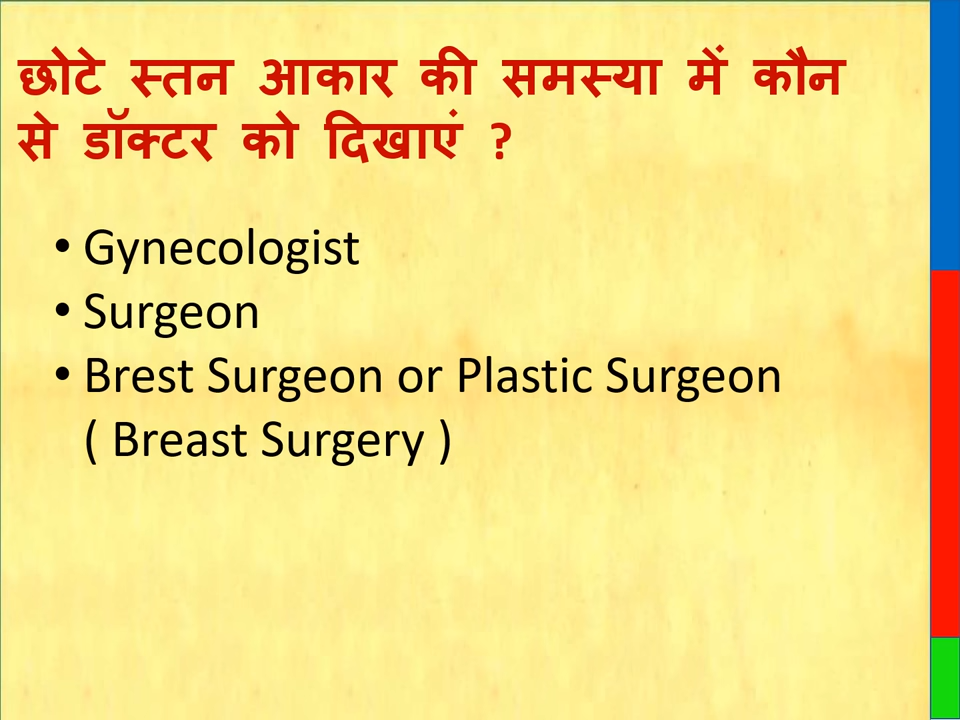 छोटे स्तन आकार की समस्या में कौन
से डॉक्टर को दिखाएं ?
• Gynecologist
• Surgeon
• Brest Surgeon or Plastic Surgeon
( Breast Surgery )